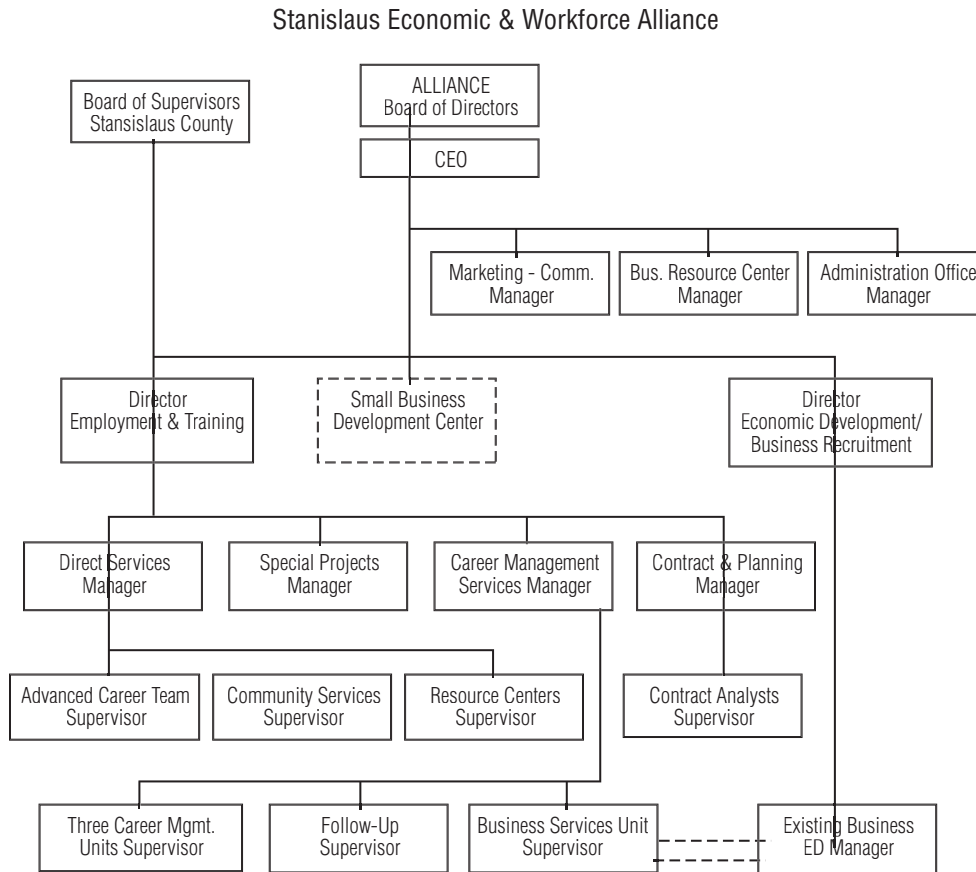 Stanislaus Economic & Workforce Alliance
Board of Supervisors
Stanislaus County
ALLIANCE
Board of Directors
CEO
Marketing - Comm.
Manager
Bus. Resource Center
Manager
Administration Office
Manager
Director
Employment & Training
Small Business
Development Center
Director
Economic Development/
Business Recruitment
Direct Services
Manager
Special Projects
Manager
Career Management
Services Manager
Contract & Planning
Manager
Advanced Career Team
Supervisor
Community Services
Supervisor
Resource Centers
Supervisor
Contract Analysts
Supervisor
Three Career Mgmt.
Units Supervisor
Follow-Up
Supervisor
Business Services Unit
Supervisor
Existing Business
ED Manager